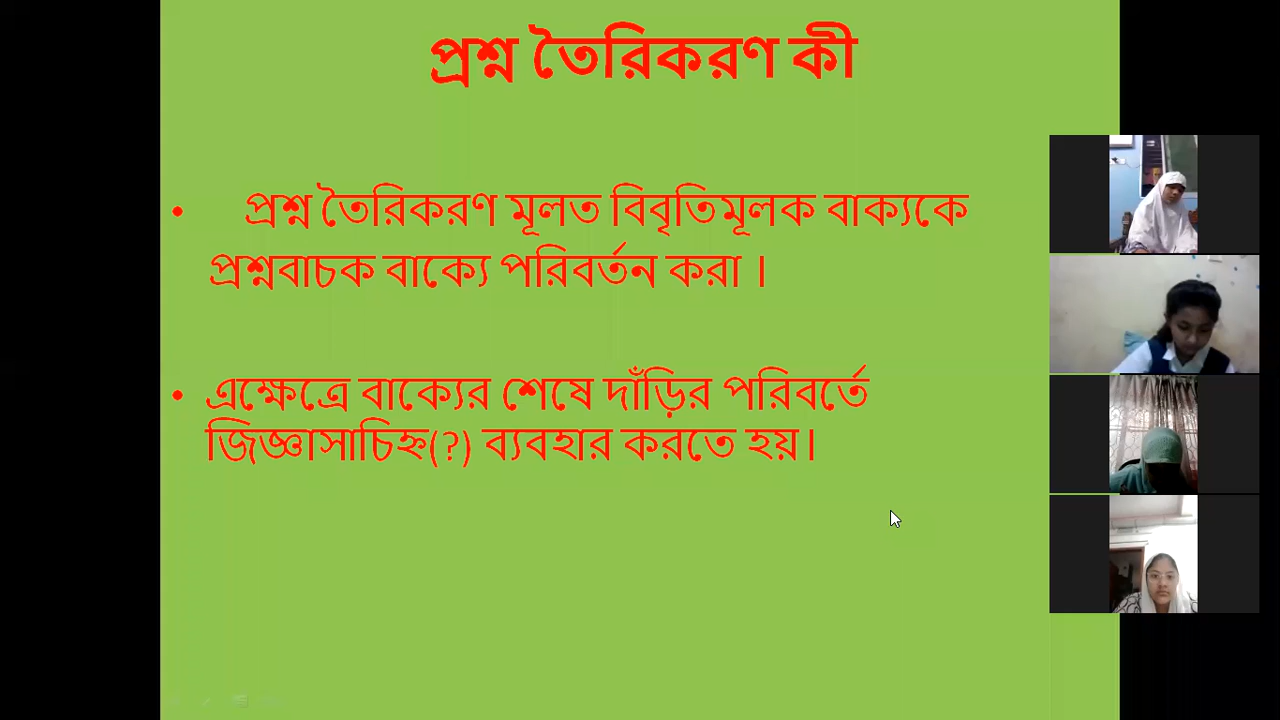 প্রশ্ন তৈরিকরণ কী
• প্রশ্ন তৈরিকরণ মূলত বিবৃতিমূলক বাক্যকে
প্রশ্নবাচক বাক্যে পরিবর্তন করা ।
• এক্ষেত্রে বাক্যের শেষে দাঁড়ির পরিবর্তে
জিজ্ঞাসাচিহ্ন(?) ব্যবহার করতে হয়।